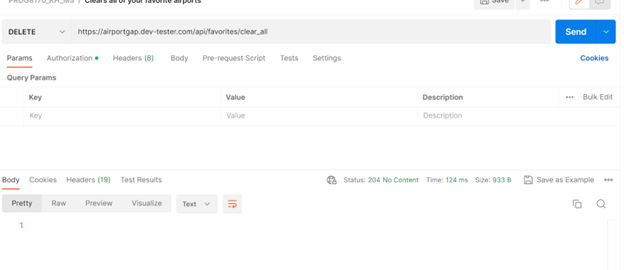 PROG8170_RH_MS / Clears all of your favorite airports Save
DELETE https://airportgap.dev-tester.com/api/favorites/clear_all Send
Params Authorization Headers (8) Body Pre-request Script Tests Settings Cookies
Query Params
Key Value Description ••• Bulk Edit
Key Value Description
Body Cookies Headers (19) Test Results Status: 204 No Content Time: 124 ms Size: 933 B Save as Example •••
Pretty Raw Preview Visualize Text
1